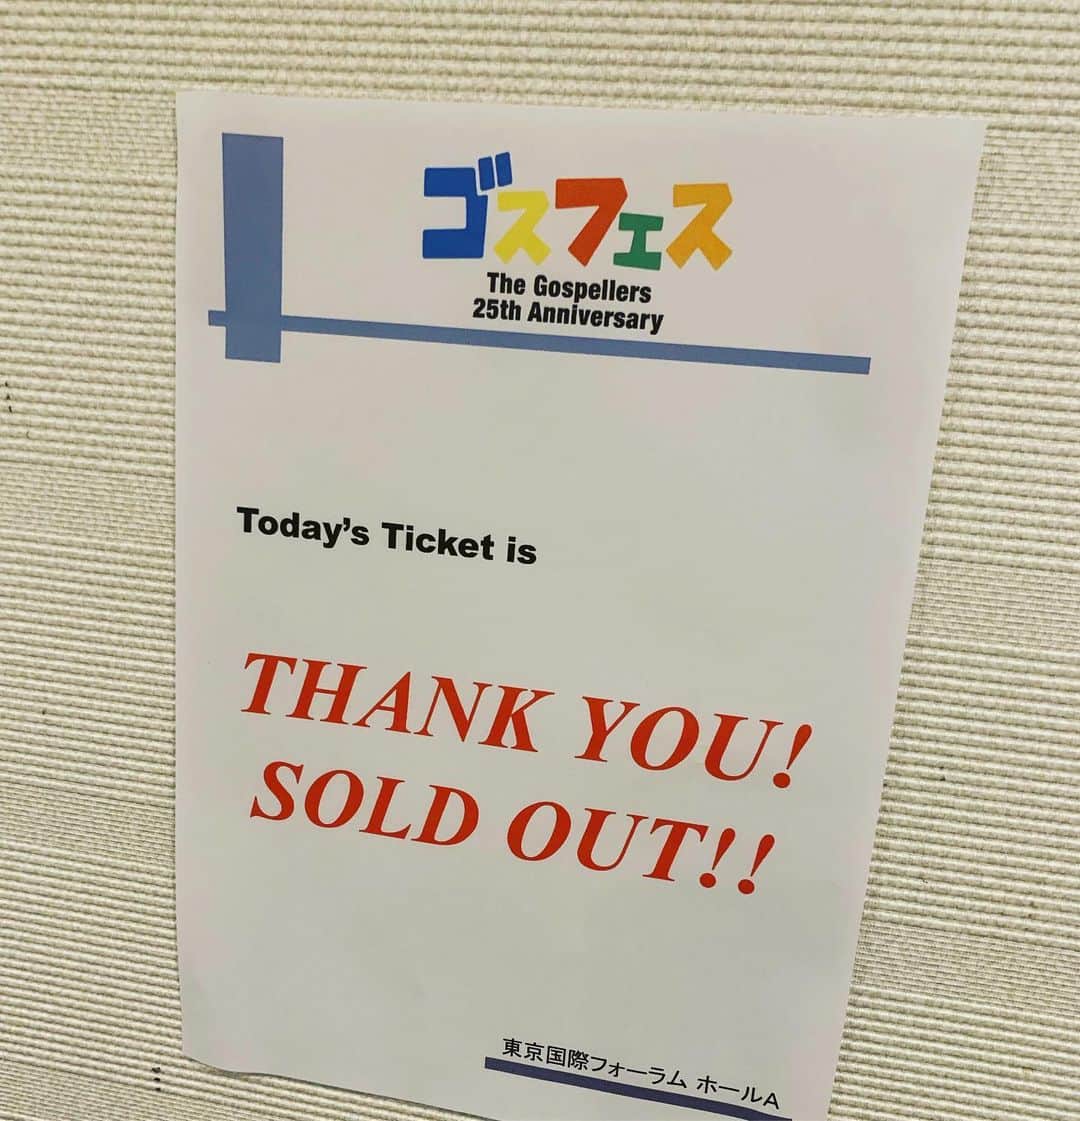 ゴスフェス
The Gospellers
25th Anniversary
Today's Ticket is
THANK YOU!
SOLD OUT!!
東京国際フォーラム ホールA